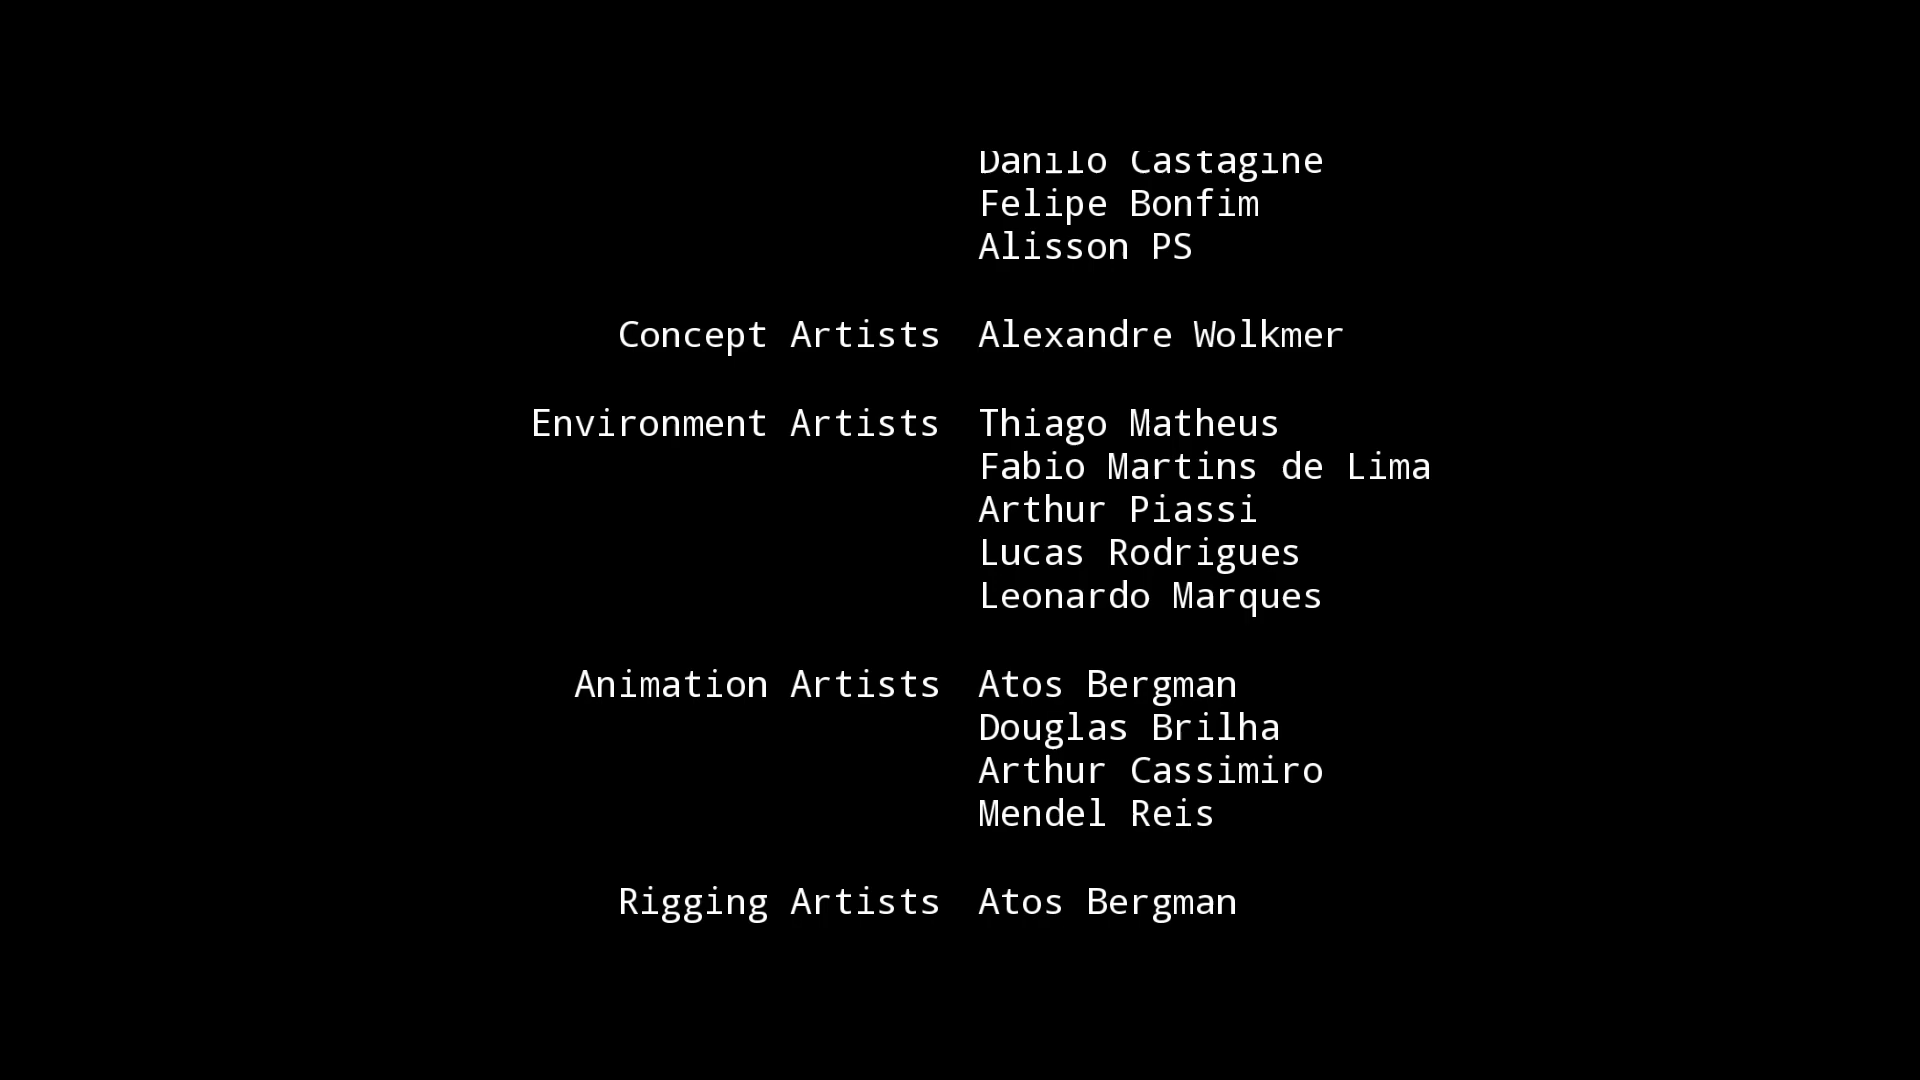 Danilo Castagine
Felipe Bonfim
Alisson PS
Concept Artists Alexandre Wolkmer
Environment Artists Thiago Matheus
Fabio Martins de Lima
Arthur Piassi
Lucas Rodrigues
Leonardo Marques
Animation Artists Atos Bergman
Douglas Brilha
Arthur Cassimiro
Mendel Reis
Rigging Artists Atos Bergman